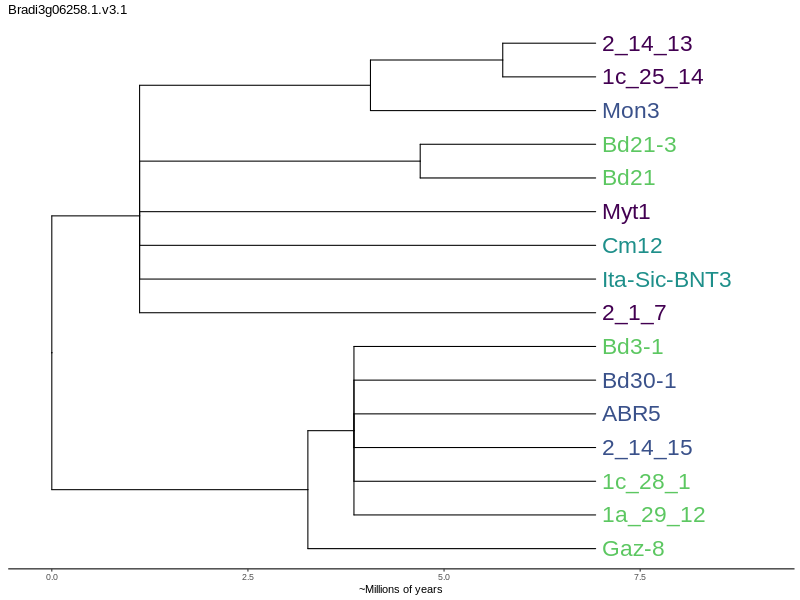 Bradi3g06258.1.v3.1
2_14_13
1c_25_14
Mon3
Bd21-3
Bd21
Myt1
Cm12
Ita-Sic-BNT3
2_1_7
Bd3-1
Bd30-1
ABR5
2_14_15
1c_28_1
1a_29_12
Gaz-8
0.0 2.5 5.0 7.5
~Millions of years